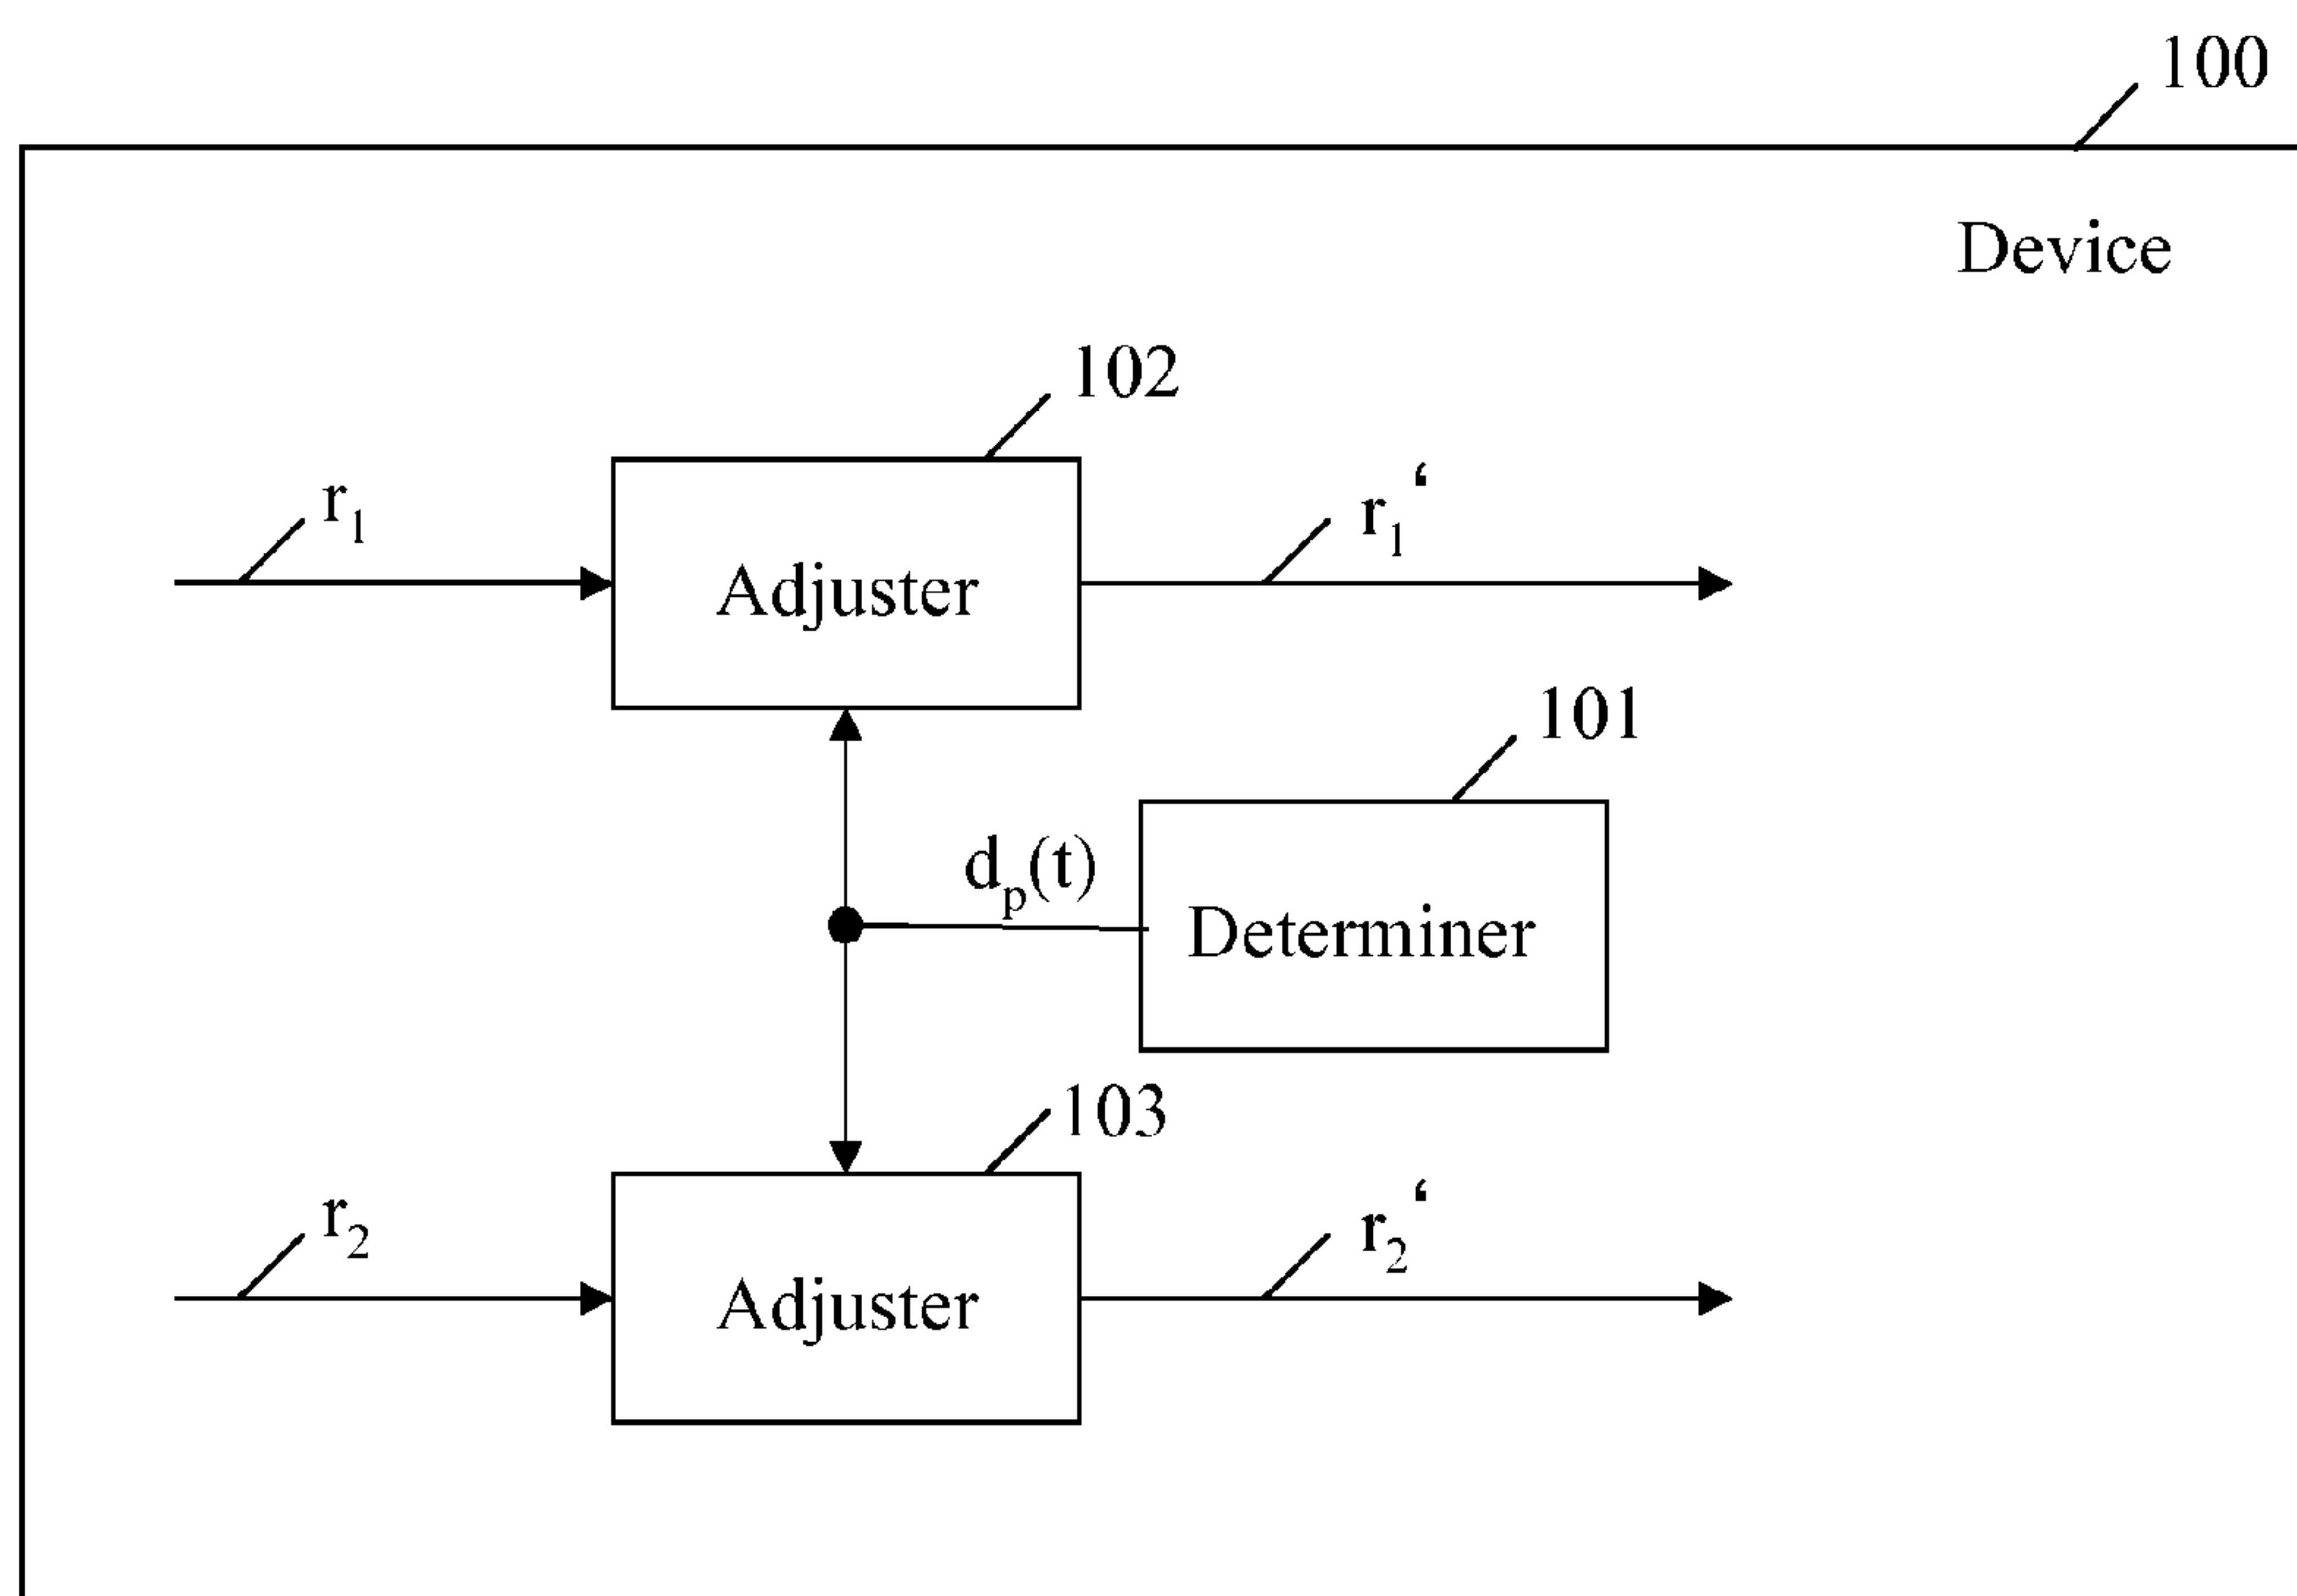 100
Device
102
r₁
r₁‘
Adjuster
101
dₚ(t)
Determiner
103
r₂
r₂‘
Adjuster